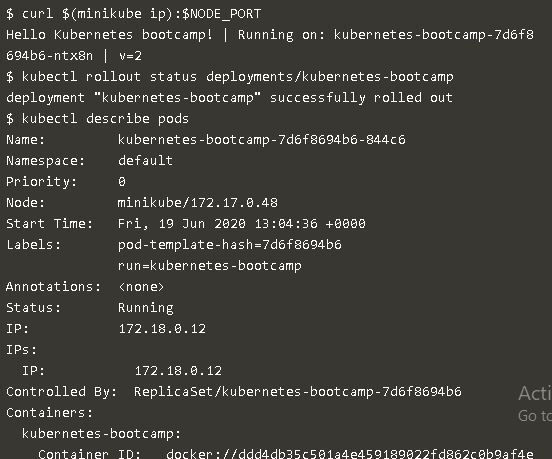 $ curl $(minikube ip):$NODE_PORT
Hello Kubernetes bootcamp! | Running on: kubernetes-bootcamp-7d6f8
694b6-ntx8n | v=2
$ kubectl rollout status deployments/kubernetes-bootcamp
deployment "kubernetes-bootcamp" successfully rolled out
$ kubectl describe pods
Name:         kubernetes-bootcamp-7d6f8694b6-844c6
Namespace:    default
Priority:     0
Node:         minikube/172.17.0.48
Start Time:   Fri, 19 Jun 2020 13:04:36 +0000
Labels:       pod-template-hash=7d6f8694b6
              run=kubernetes-bootcamp
Annotations:  <none>
Status:       Running
IP:           172.18.0.12
IPs:
  IP:           172.18.0.12
Controlled By:  ReplicaSet/kubernetes-bootcamp-7d6f8694b6
Acti
Containers:
Go to
  kubernetes-bootcamp:
    Container ID:   docker://ddd4db35c501a4e459189022fd862c0b9af4e